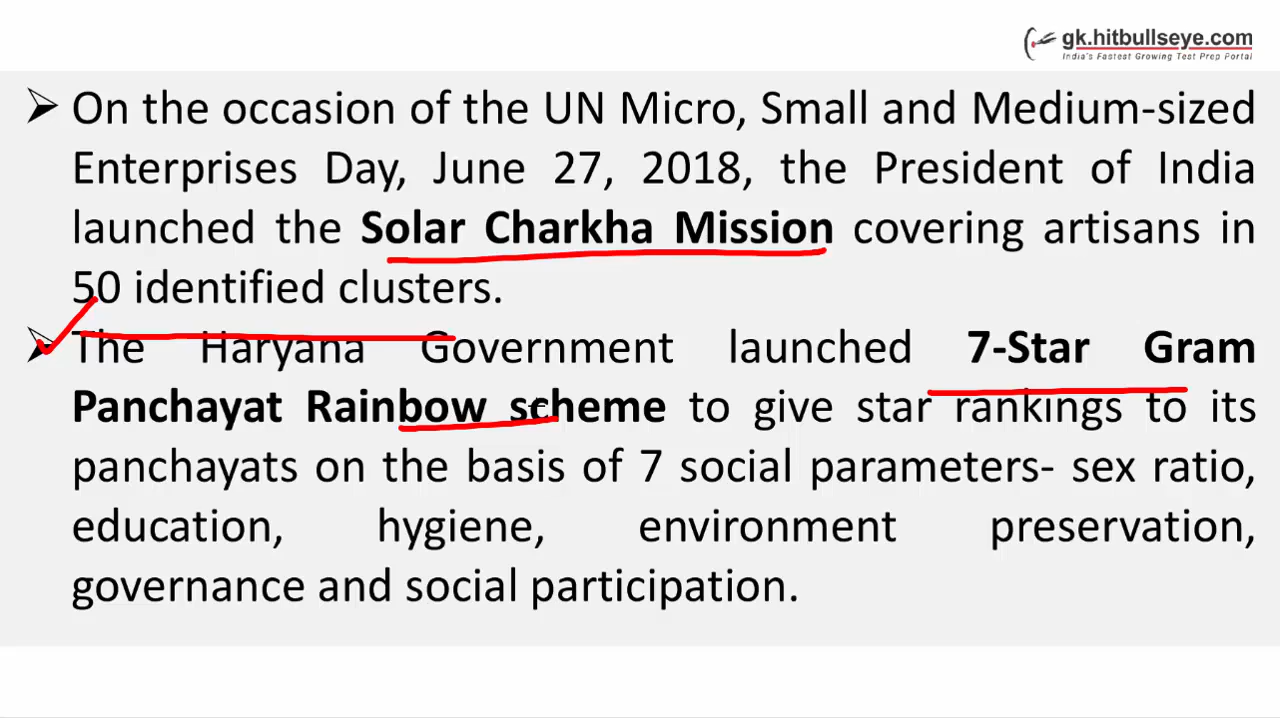 gk.hitbullseye.com
India's Fastest Growing Test Prep Portal
On the occasion of the UN Micro, Small and Medium-sized
Enterprises Day, June 27, 2018, the President of India
launched the Solar Charkha Mission covering artisans in
50 identified clusters.
The Haryana Government launched 7-Star Gram
Panchayat Rainbow scheme to give star rankings to its
panchayats on the basis of 7 social parameters- sex ratio,
education, hygiene, environment preservation,
governance and social participation.